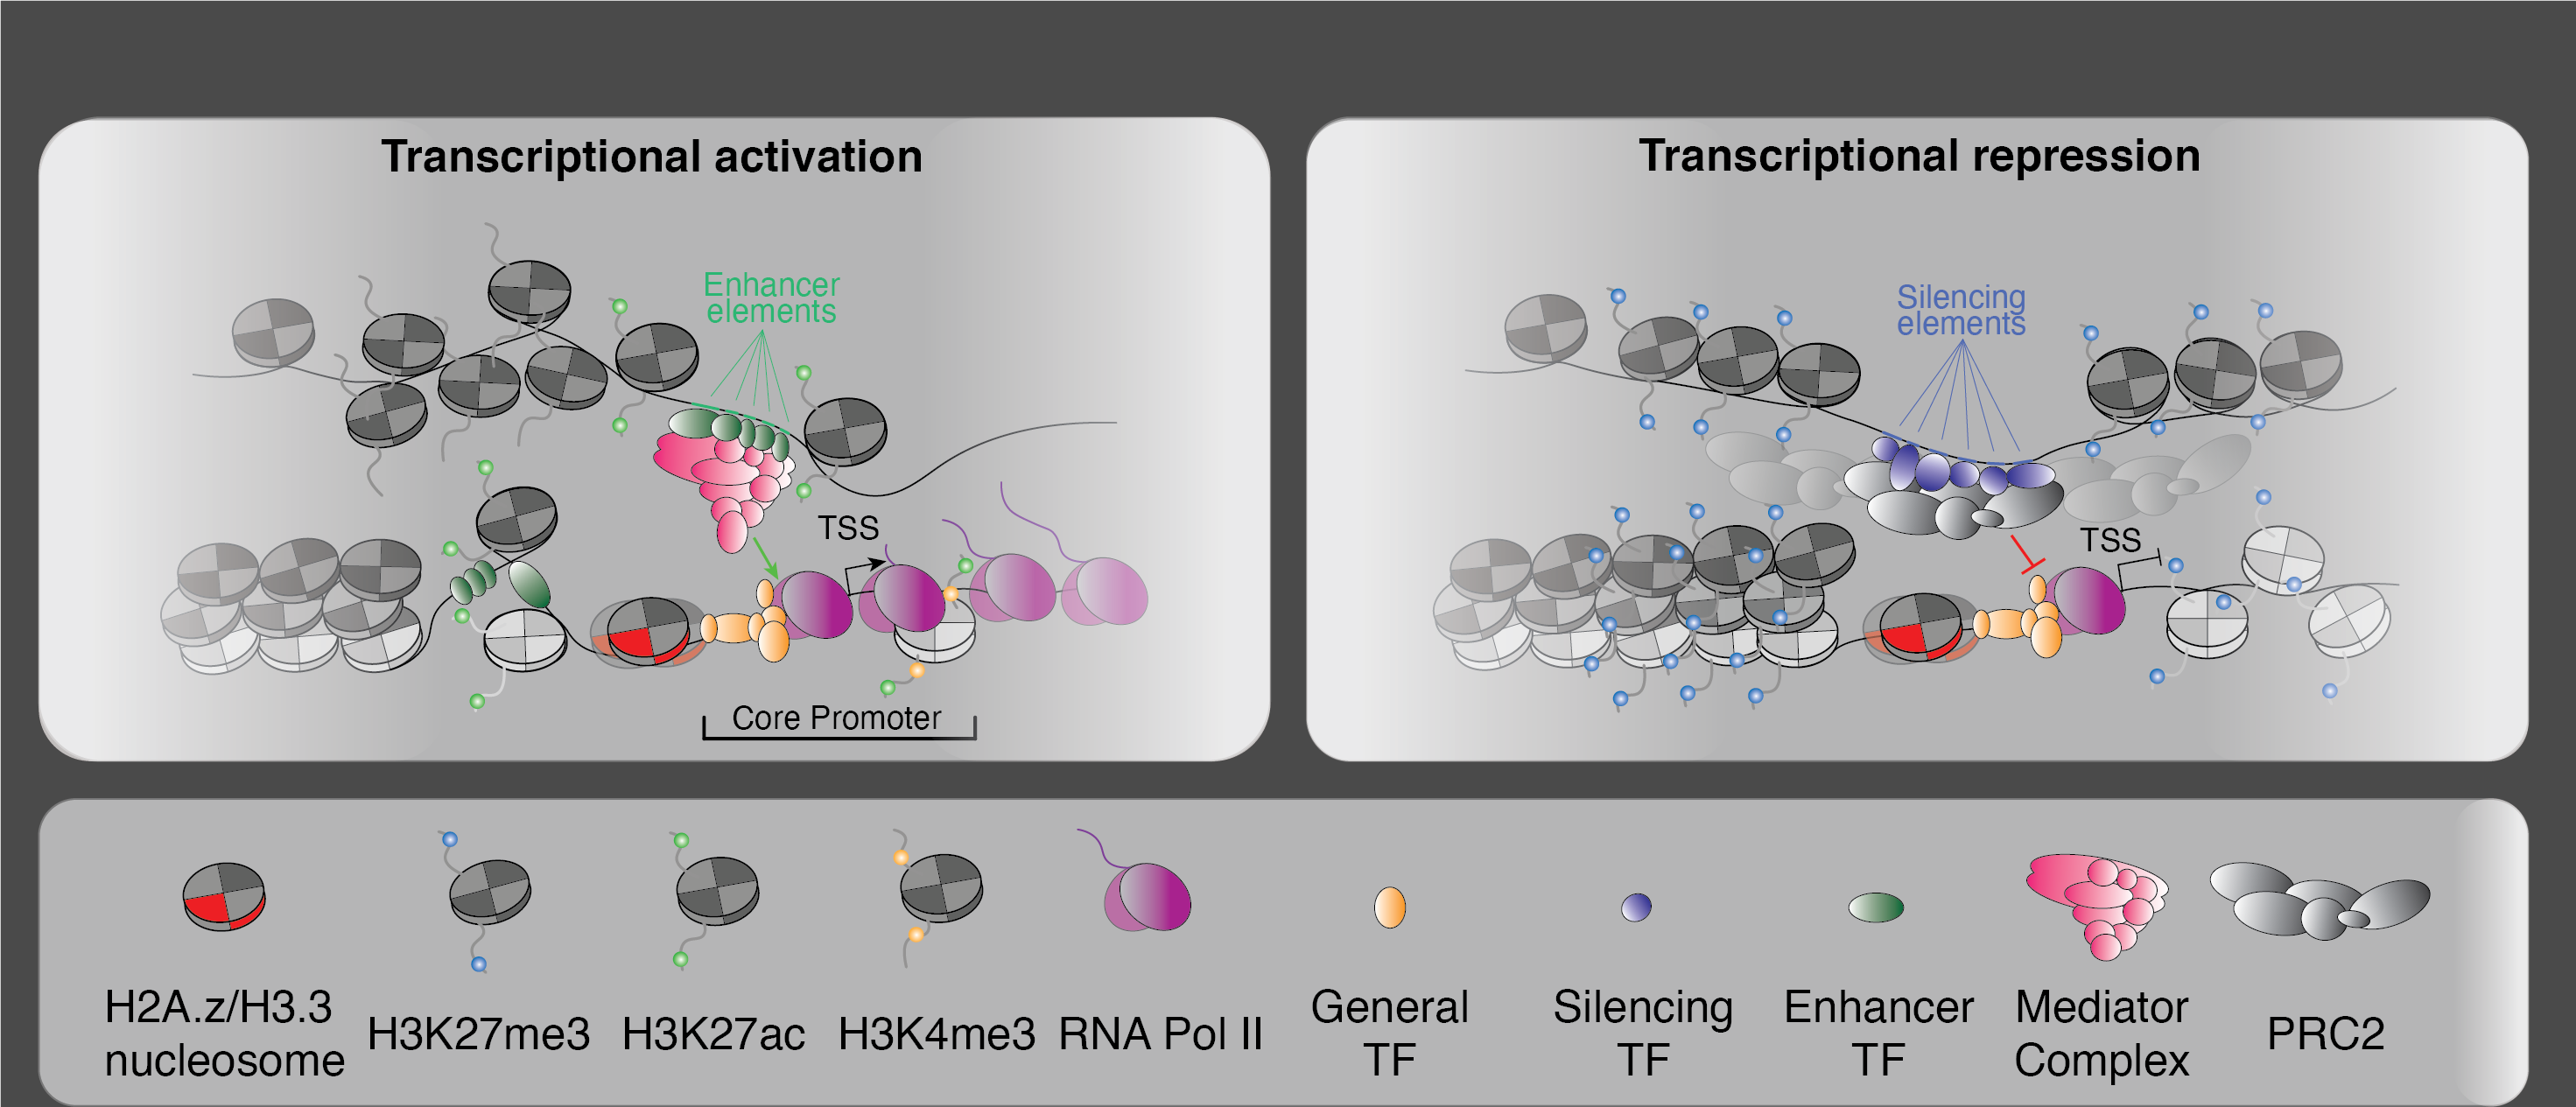 Transcriptional activation
Enhancer
elements
TSS
Core Promoter
Transcriptional repression
Silencing
elements
TSS
H2A.z/H3.3
nucleosome
H3K27me3
H3K27ac
H3K4me3
RNA Pol II
General
TF
Silencing
TF
Enhancer
TF
Mediator
Complex
PRC2